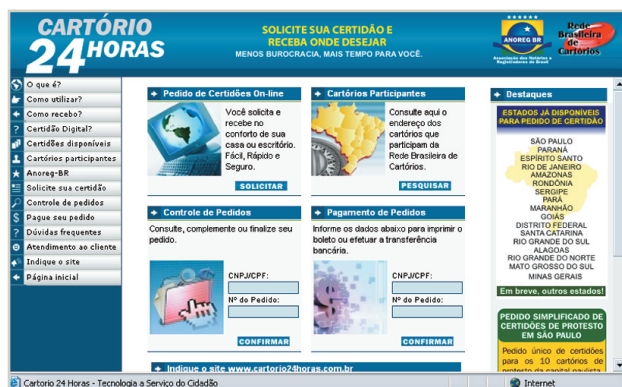 CARTÓRIO
24 HORAS
SOLICITE SUA CERTIDÃO E
RECEBA ONDE DESEJAR
MENOS BUROCRACIA, MAIS TEMPO PARA VOCÊ.
ANOREG BR
Associação dos Notários e
Registradores do Brasil
Rede
Brasileira
de
Cartórios
O que é?
Como utilizar?
Como recebo?
Certidão Digital?
Certidões disponíveis
Cartórios participantes
Anoreg-BR
Solicite sua certidão
Controle de pedidos
Pague seu pedido
Dúvidas frequentes
Atendimento ao cliente
Indique o site
Página inicial
Pedido de Certidões On-line
Você solicita e
recebe no
conforto de sua
casa ou escritório.
Fácil, Rápido e
Seguro.
SOLICITAR
Cartórios Participantes
Consulte aqui o
endereço dos
cartórios que
participam da
Rede Brasileira de
Cartórios.
PESQUISAR
Controle de Pedidos
Consulte, complemente ou finalize seu
pedido.
CNPJ/CPF:
Nº do Pedido:
CONFIRMAR
Pagamento de Pedidos
Informe os dados abaixo para imprimir o
boleto ou efetuar a transferência
bancária.
CNPJ/CPF:
Nº do Pedido:
CONFIRMAR
Indique o site www.cartorio24horas.com.br
Destaques
ESTADOS JÁ DISPONÍVEIS
PARA PEDIDO DE CERTIDÃO
SÃO PAULO
PARANÁ
ESPÍRITO SANTO
RIO DE JANEIRO
AMAZONAS
RONDÔNIA
SERGIPE
PARÁ
MARANHÃO
GOIÁS
DISTRITO FEDERAL
SANTA CATARINA
RIO GRANDE DO SUL
ALAGOAS
RIO GRANDE DO NORTE
MATO GROSSO DO SUL
MINAS GERAIS
Em breve, outros estados!
PEDIDO SIMPLIFICADO DE
CERTIDÕES DE PROTESTO
EM SÃO PAULO
Pedido único de certidões
para os 10 cartórios de
protesto da capital paulista
Cartorio 24 Horas - Tecnologia a Serviço do Cidadão
Internet